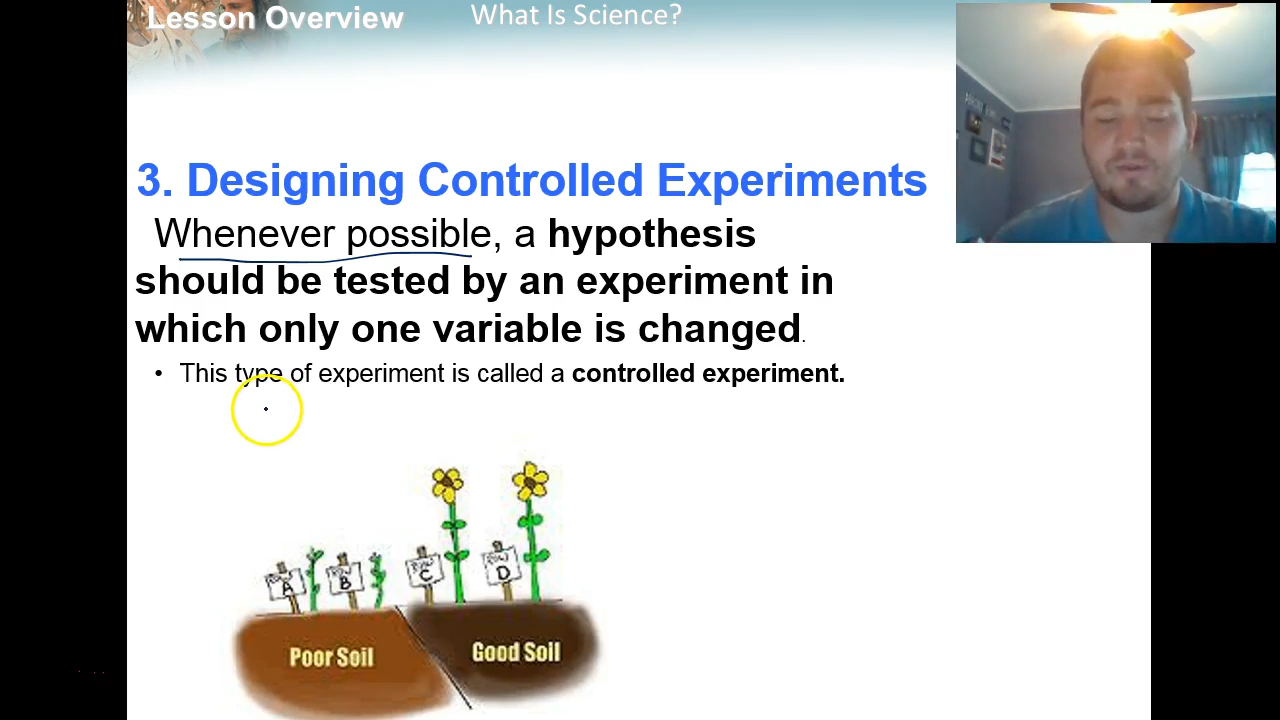 Lesson Overview
What Is Science?
3. Designing Controlled Experiments
Whenever possible, a hypothesis
should be tested by an experiment in
which only one variable is changed.
• This type of experiment is called a controlled experiment.
A
B
C
D
Poor Soil
Good Soil